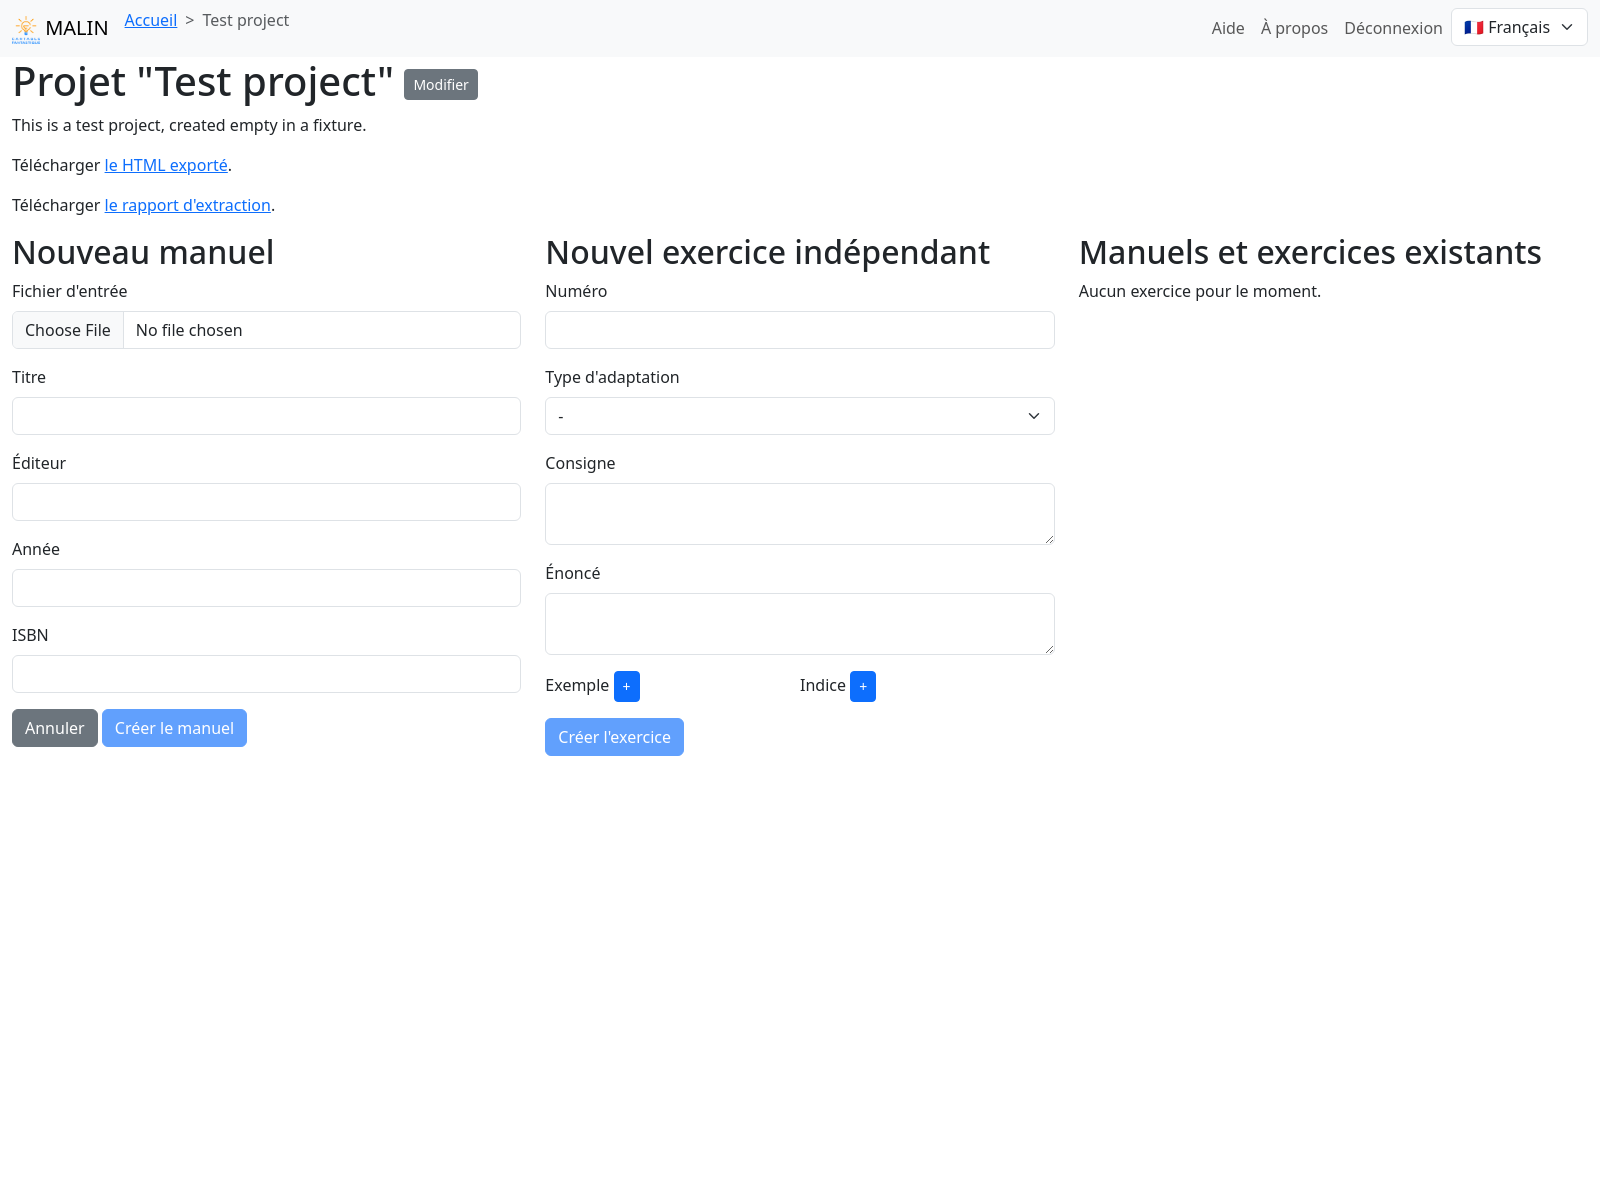 MALIN Accueil > Test project Aide À propos Déconnexion 🇫🇷 Français
Projet "Test project" Modifier
This is a test project, created empty in a fixture.
Télécharger le HTML exporté.
Télécharger le rapport d'extraction.
Nouveau manuel
Fichier d'entrée
Choose File No file chosen
Titre
Éditeur
Année
ISBN
Annuler Créer le manuel
Nouvel exercice indépendant
Numéro
Type d'adaptation
-
Consigne
Énoncé
Exemple + Indice +
Créer l'exercice
Manuels et exercices existants
Aucun exercice pour le moment.